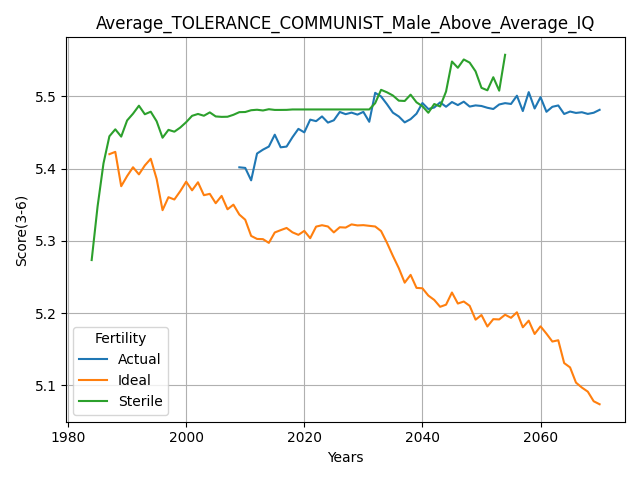 Average_TOLERANCE_COMMUNIST_Male_Above_Average_IQ
Score(3-6)
5.5
5.4
5.3
5.2
5.1
Fertility
Actual
Ideal
Sterile
1980 2000 2020 2040 2060
Years